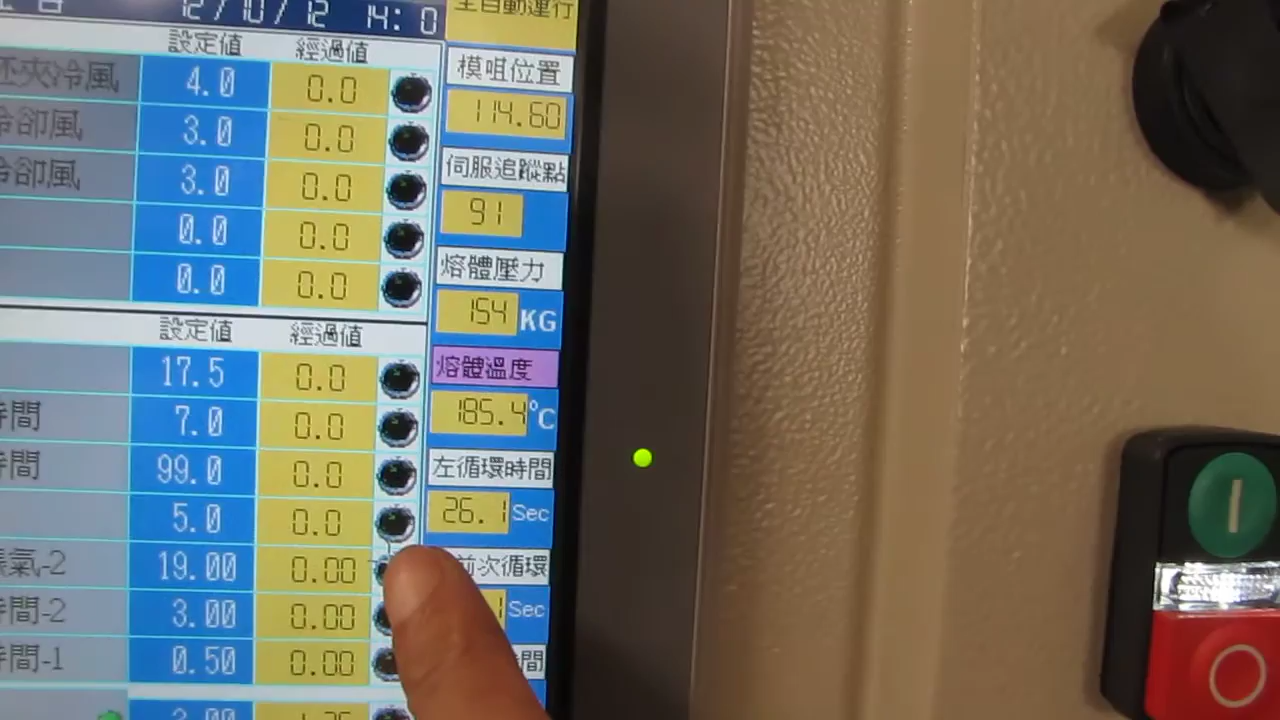 12/10/12 14:0
全自動運行
設定値 經過値
夾冷風 4.0 0.0
冷卻風 3.0 0.0
冷卻風 3.0 0.0
0.0 0.0
0.0 0.0
設定値 經過値
17.5 0.0
時間 7.0 0.0
時間 99.0 0.0
5.0 0.0
氣-2 19.00 0.00
時間-2 3.00 0.00
時間-1 0.50 0.00
模咀位置
114.60
伺服追蹤點
91
熔體壓力
154 KG
熔體溫度
185.4°C
左循環時間
26.1 Sec
前次循環
Sec
間